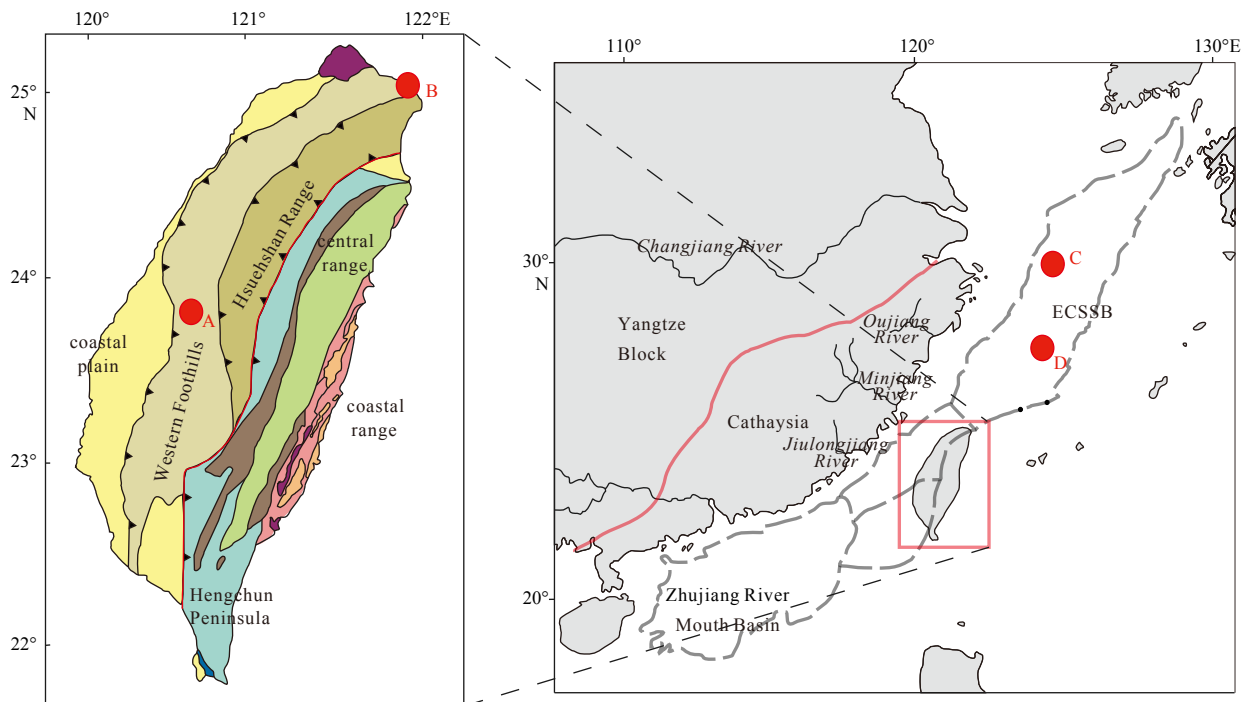 120°
121°
122°E
25°
N
24°
23°
22°
B
A
Hsuehshan Range
central
range
coastal
plain
Western Foothills
coastal
range
Hengchun
Peninsula
110°
120°
130°E
30°
N
20°
Changjiang River
C
ECSSB
D
Yangtze
Block
Oujiang
River
Minjiang
River
Cathaysia
Jiulongjiang
River
Zhujiang River
Mouth Basin